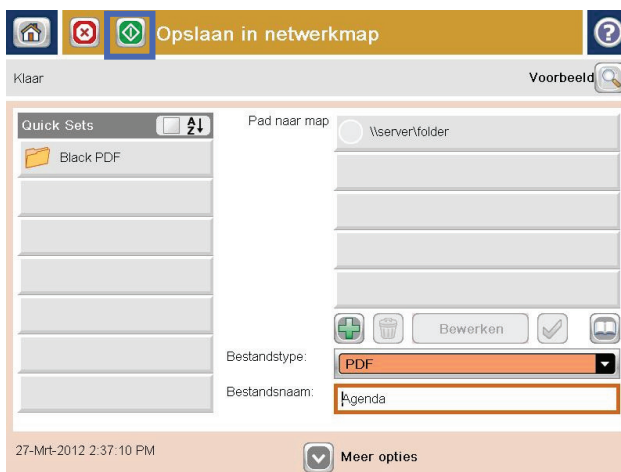 Opslaan in netwerkmap
?
Klaar
Voorbeeld
Quick Sets
A Z
Black PDF
Pad naar map
\\server\folder
Bewerken
Bestandstype:
PDF
Bestandsnaam:
Agenda
27-Mrt-2012 2:37:10 PM
Meer opties